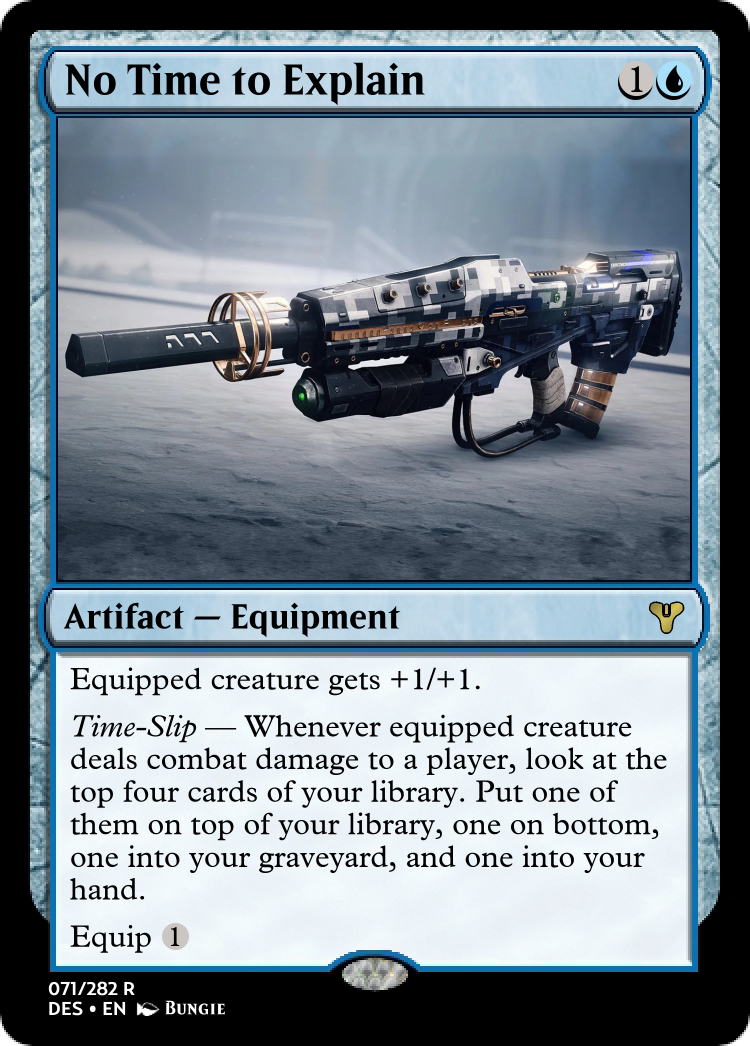 No Time to Explain 1
Artifact — Equipment
Equipped creature gets +1/+1.
Time-Slip — Whenever equipped creature
deals combat damage to a player, look at the
top four cards of your library. Put one of
them on top of your library, one on bottom,
one into your graveyard, and one into your
hand.
Equip 1
071/282 R
DES • EN BUNGIE